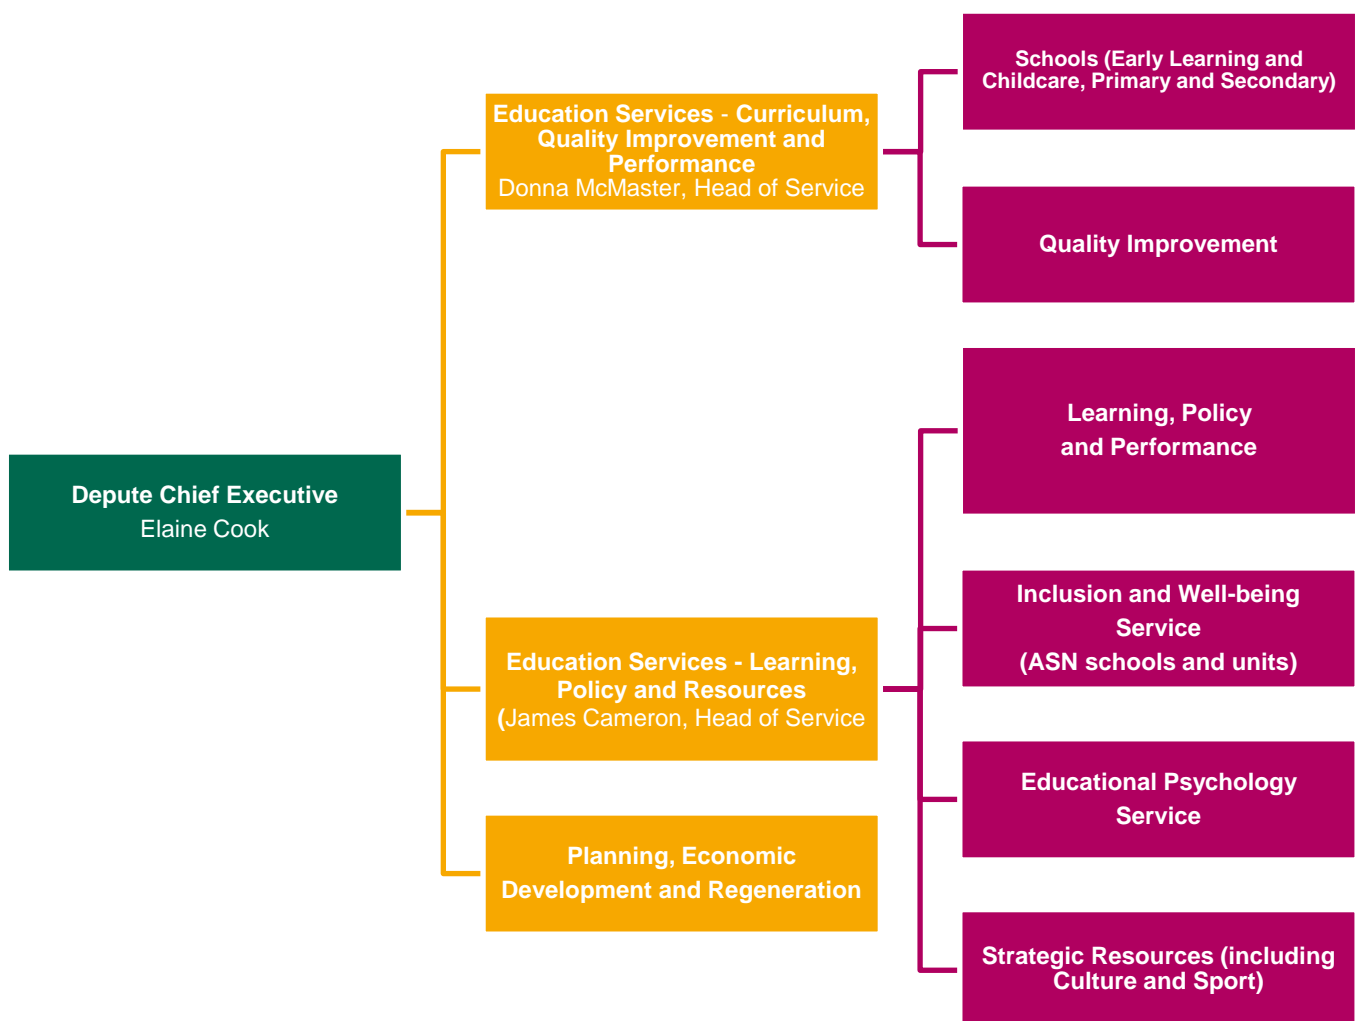 Depute Chief Executive
Elaine Cook
Education Services - Curriculum,
Quality Improvement and
Performance
Donna McMaster, Head of Service
Schools (Early Learning and
Childcare, Primary and Secondary)
Quality Improvement
Education Services - Learning,
Policy and Resources
(James Cameron, Head of Service
Learning, Policy
and Performance
Inclusion and Well-being
Service
(ASN schools and units)
Educational Psychology
Service
Strategic Resources (including
Culture and Sport)
Planning, Economic
Development and Regeneration